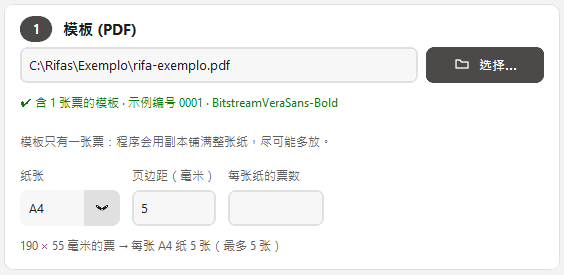 1 模板 (PDF)
C:\Rifas\Exemplo\rifa-exemplo.pdf 选择...
✔ 含 1 张票的模板 · 示例编号 0001 · BitstreamVeraSans-Bold
模板只有一张票：程序会用副本铺满整张纸，尽可能多放。
纸张 页边距（毫米） 每张纸的票数
A4 5
190 × 55 毫米的票 → 每张 A4 纸 5 张（最多 5 张）